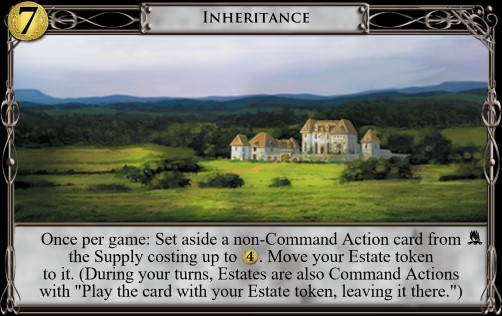 7
INHERITANCE
Once per game: Set aside a non-Command Action card from
the Supply costing up to 4. Move your Estate token
to it. (During your turns, Estates are also Command Actions
with "Play the card with your Estate token, leaving it there.")